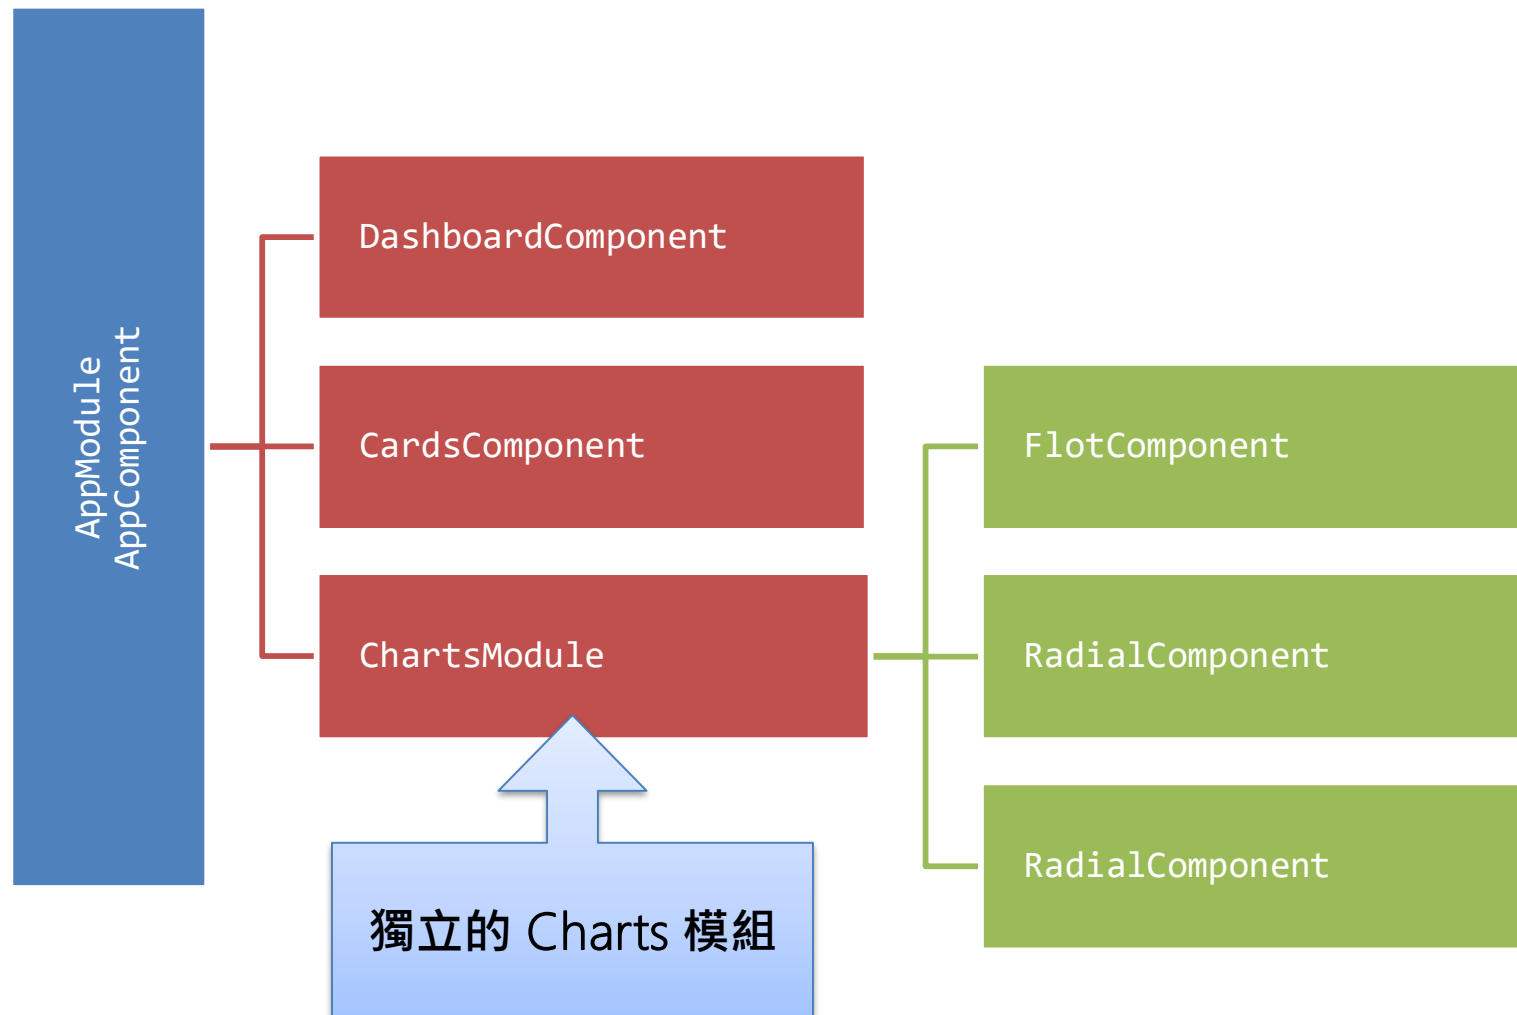 AppModule
AppComponent
DashboardComponent
CardsComponent
ChartsModule
FlotComponent
RadialComponent
RadialComponent
獨立的 Charts 模組